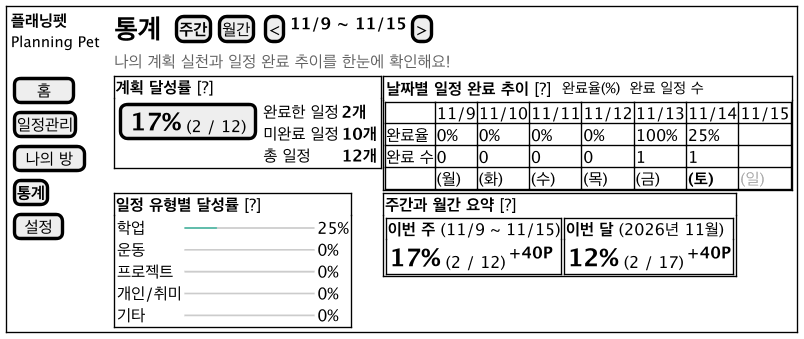 플래닝펫
Planning Pet
홈
일정관리
나의 방
통계
설정
통계 주간 월간 < 11/9 ~ 11/15 >
나의 계획 실천과 일정 완료 추이를 한눈에 확인해요!
계획 달성률 [?]
17% (2 / 12)
완료한 일정 2개
미완료 일정 10개
총 일정 12개
날짜별 일정 완료 추이 [?] 완료율(%) 완료 일정 수
11/9 11/10 11/11 11/12 11/13 11/14 11/15
완료율 0% 0% 0% 0% 100% 25%
완료 수 0 0 0 0 1 1
(월) (화) (수) (목) (금) (토) (일)
일정 유형별 달성률 [?]
학업 25%
운동 0%
프로젝트 0%
개인/취미 0%
기타 0%
주간과 월간 요약 [?]
이번 주 (11/9 ~ 11/15)
17% (2 / 12) +40P
이번 달 (2026년 11월)
12% (2 / 17) +40P